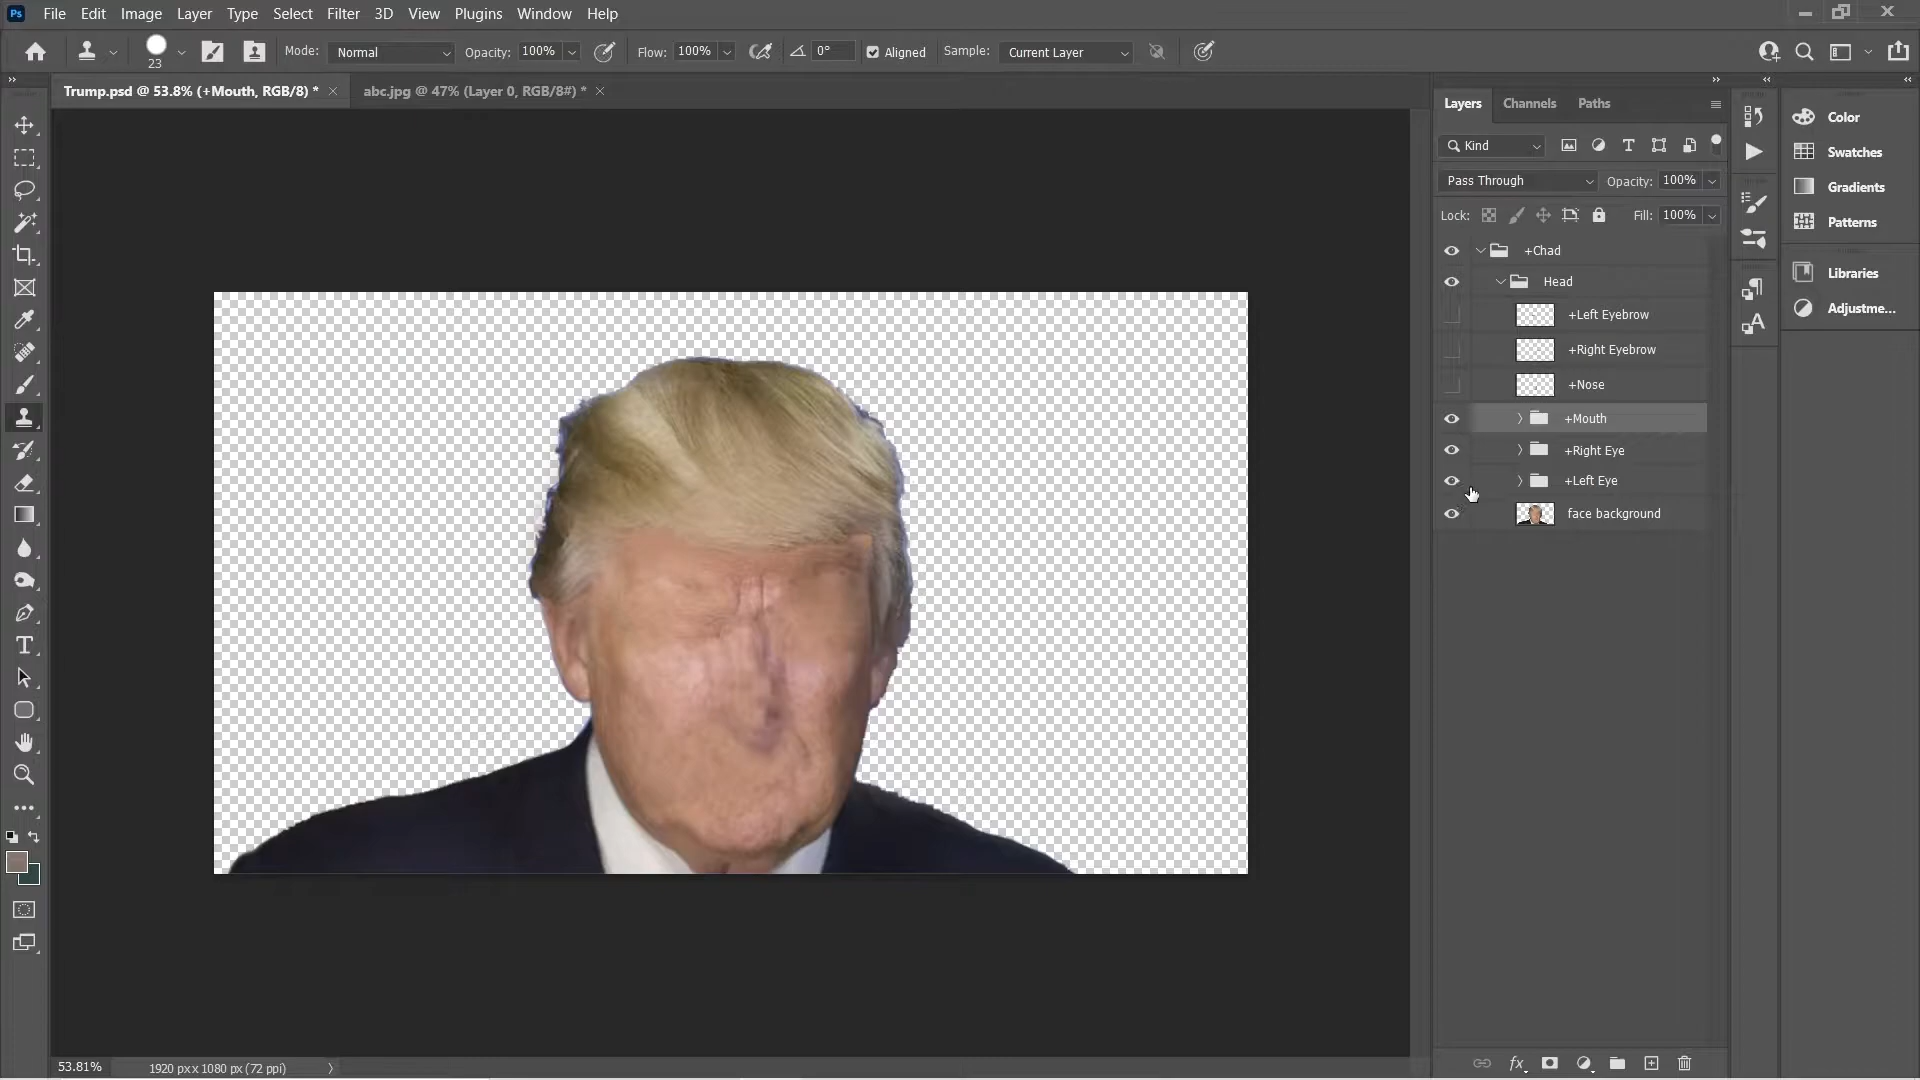 Ps File Edit Image Layer Type Select Filter 3D View Plugins Window Help
23 Mode: Normal Opacity: 100% Flow: 100% 0° Aligned Sample: Current Layer
Trump.psd @ 53.8% (+Mouth, RGB/8) * × abc.jpg @ 47% (Layer 0, RGB/8#) * ×
Layers Channels Paths
Kind
Pass Through Opacity: 100%
Lock: Fill: 100%
+Chad
Head
+Left Eyebrow
+Right Eyebrow
+Nose
+Mouth
+Right Eye
+Left Eye
face background
Color
Swatches
Gradients
Patterns
Libraries
Adjustme...
53.81% 1920 px x 1080 px (72 ppi)
fx